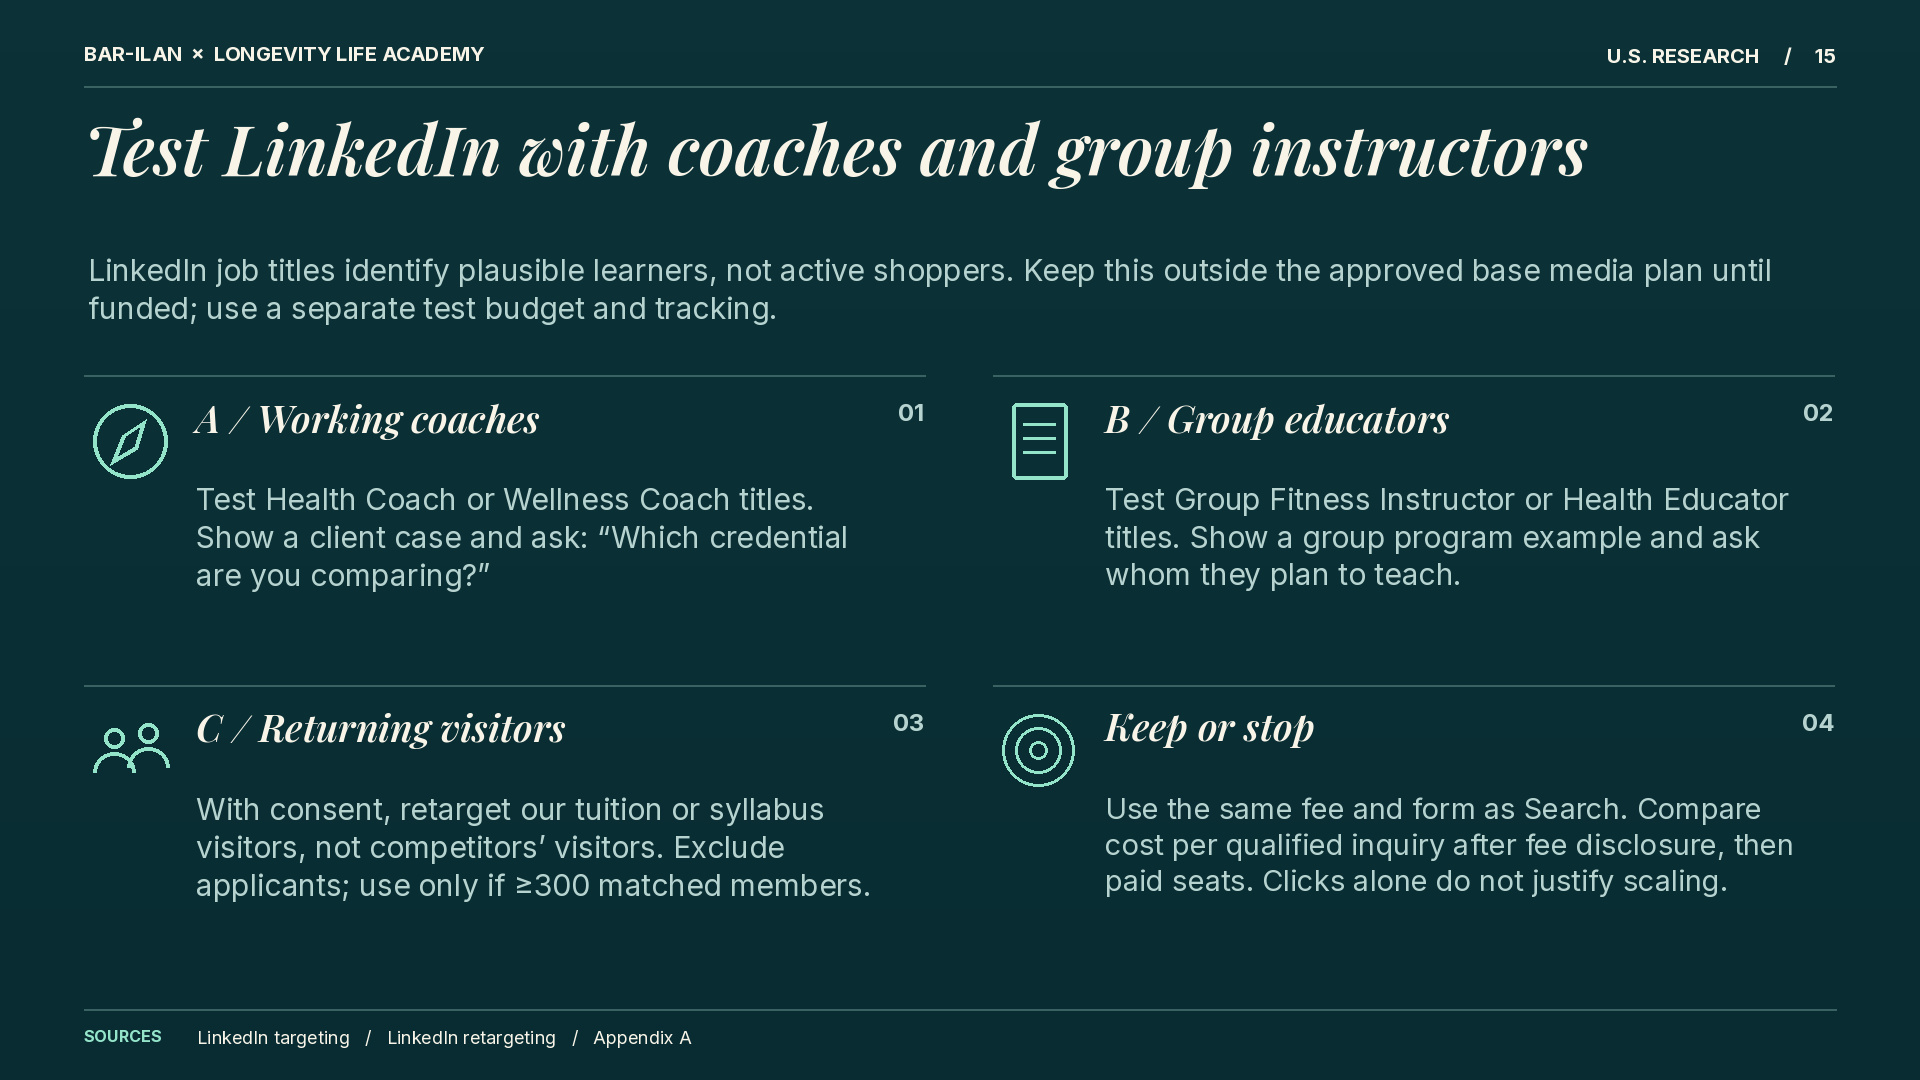 BAR-ILAN × LONGEVITY LIFE ACADEMY
U.S. RESEARCH / 15
Test LinkedIn with coaches and group instructors
LinkedIn job titles identify plausible learners, not active shoppers. Keep this outside the approved base media plan until
funded; use a separate test budget and tracking.
A / Working coaches
01
Test Health Coach or Wellness Coach titles.
Show a client case and ask: “Which credential
are you comparing?”
B / Group educators
02
Test Group Fitness Instructor or Health Educator
titles. Show a group program example and ask
whom they plan to teach.
C / Returning visitors
03
With consent, retarget our tuition or syllabus
visitors, not competitors’ visitors. Exclude
applicants; use only if ≥300 matched members.
Keep or stop
04
Use the same fee and form as Search. Compare
cost per qualified inquiry after fee disclosure, then
paid seats. Clicks alone do not justify scaling.
SOURCES LinkedIn targeting / LinkedIn retargeting / Appendix A